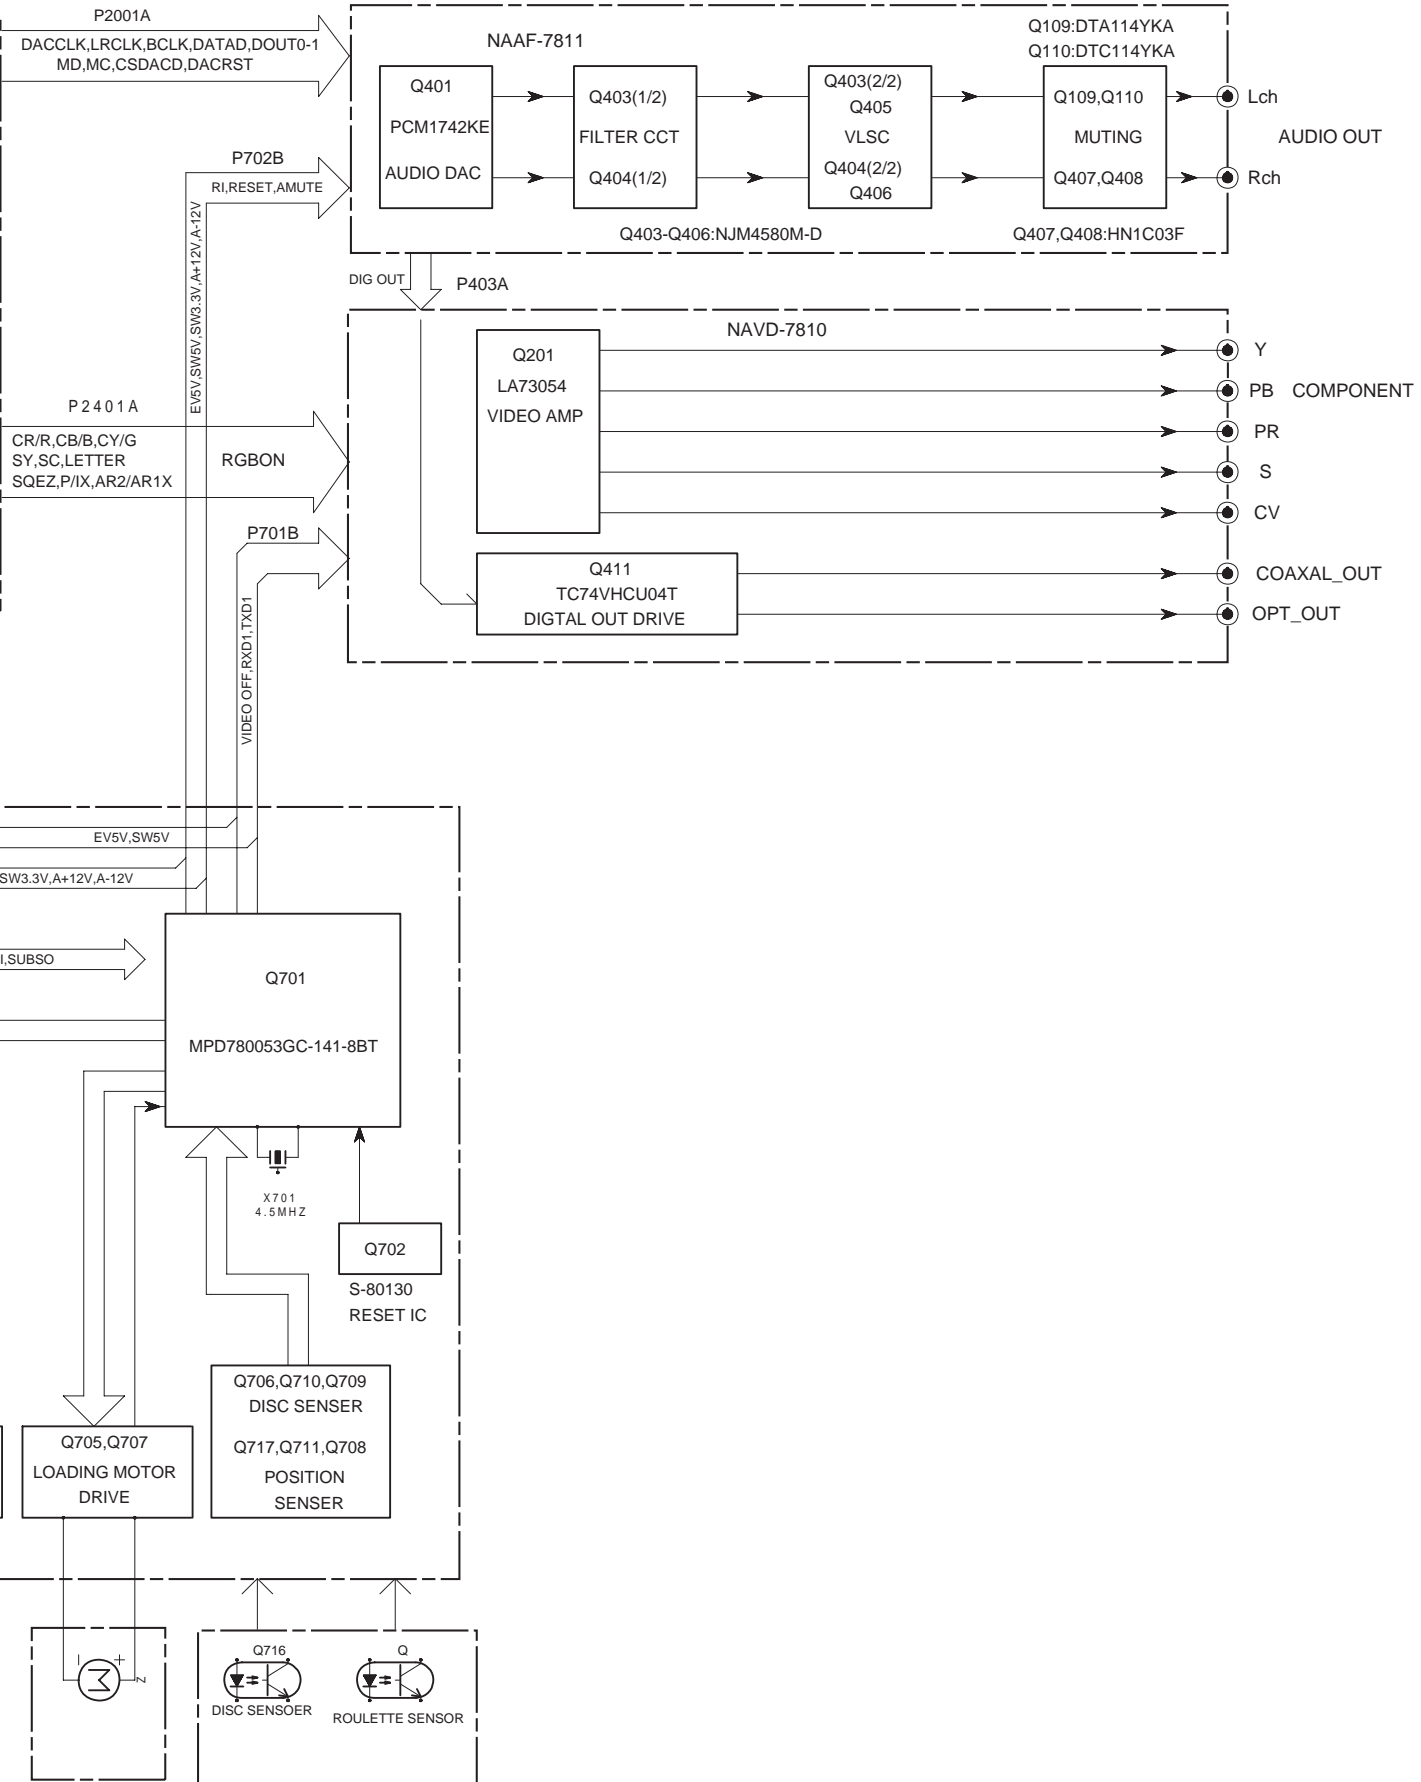 P2001A
DACCLK,LRCLK,BCLK,DATAD,DOUT0-1
MD,MC,CSDACD,DACRST
NAAF-7811
Q109:DTA114YKA
Q110:DTC114YKA
Q401
PCM1742KE
AUDIO DAC
Q403(1/2)
FILTER CCT
Q404(1/2)
Q403(2/2)
Q405
VLSC
Q404(2/2)
Q406
Q109,Q110
MUTING
Q407,Q408
Lch
AUDIO OUT
Rch
P702B
RI,RESET,AMUTE
Q403-Q406:NJM4580M-D
Q407,Q408:HN1C03F
EV5V,SW5V,SW3.3V,A+12V,A-12V
DIG OUT
P403A
NAVD-7810
Q201
LA73054
VIDEO AMP
Y
PB COMPONENT
PR
S
CV
P2401A
CR/R,CB/B,CY/G
SY,SC,LETTER
SQEZ,P/IX,AR2/AR1X
RGBON
P701B
VIDEO OFF,RXD1,TXD1
Q411
TC74VHCU04T
DIGTAL OUT DRIVE
COAXAL_OUT
OPT_OUT
EV5V,SW5V
SW3.3V,A+12V,A-12V
I,SUBSO
Q701
MPD780053GC-141-8BT
X701
4.5MHZ
Q702
S-80130
RESET IC
Q706,Q710,Q709
DISC SENSER
Q717,Q711,Q708
POSITION
SENSER
Q705,Q707
LOADING MOTOR
DRIVE
M
- +
Z
Q716
DISC SENSOER
Q
ROULETTE SENSOR